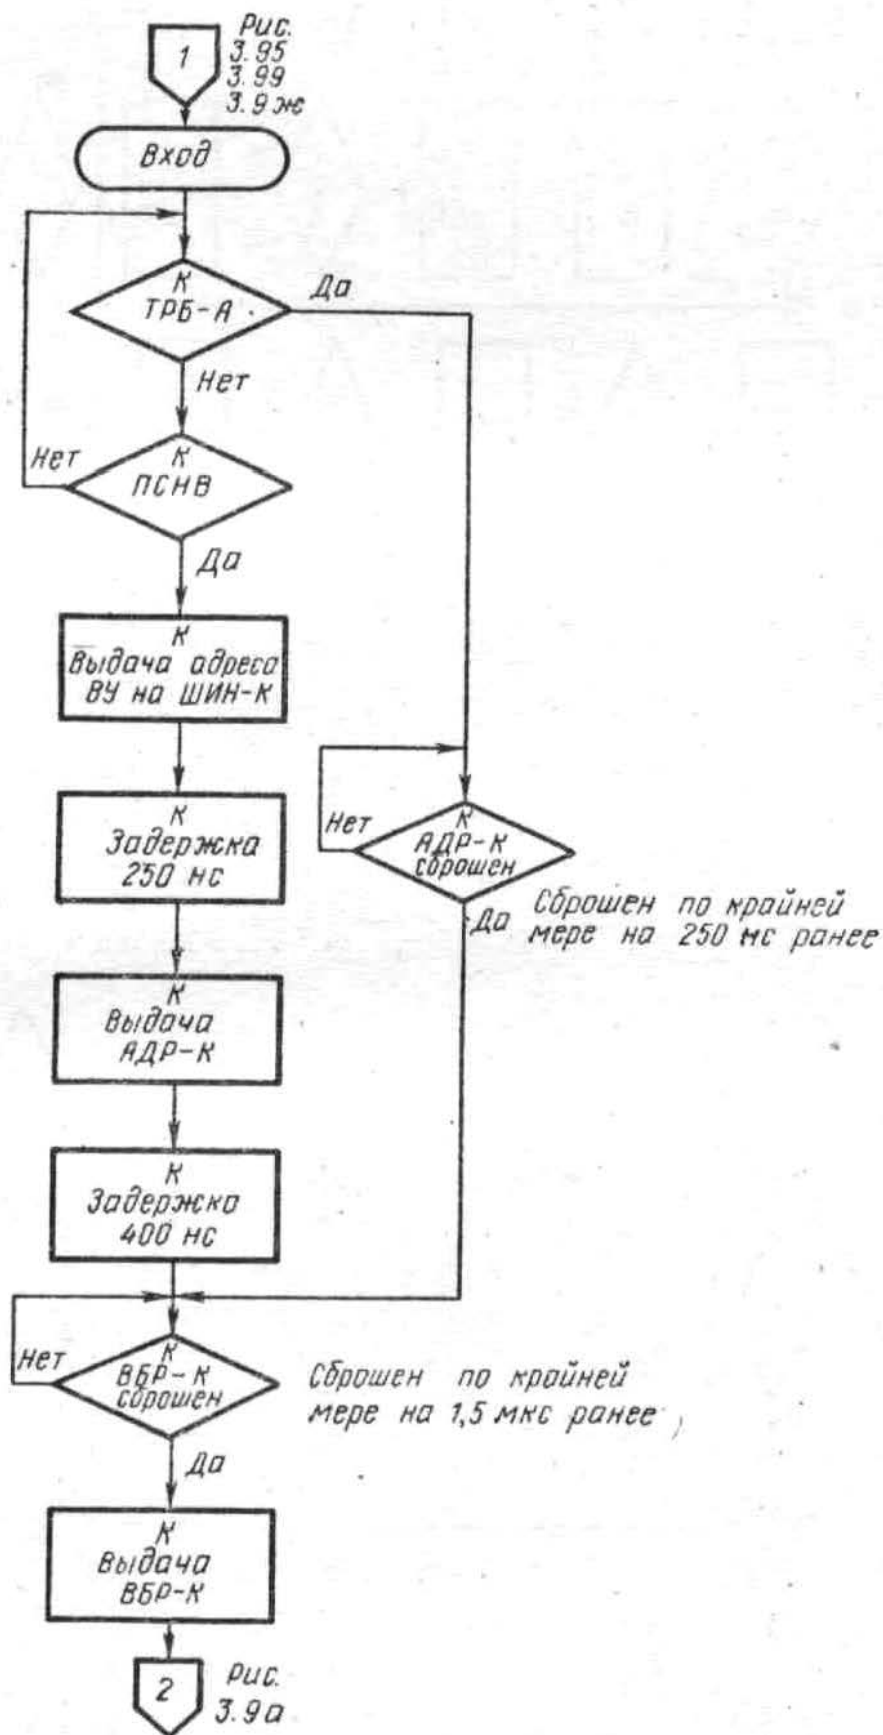 1
Рис.
3.95
3.99
3.9 ж
Вход
К
ТРБ-А
Да
Нет
К
ПСНВ
Нет
Да
К
Выдача адреса
ВУ на ШИН-К
К
Задержка
250 нс
К
АДР-К
сброшен
Нет
Да
Сброшен по крайней
мере на 250 нс ранее
К
Выдача
АДР-К
К
Задержка
400 нс
К
ВБР-К
сброшен
Нет
Сброшен по крайней
мере на 1,5 мкс ранее
Да
К
Выдача
ВБР-К
2
Рис.
3.9а